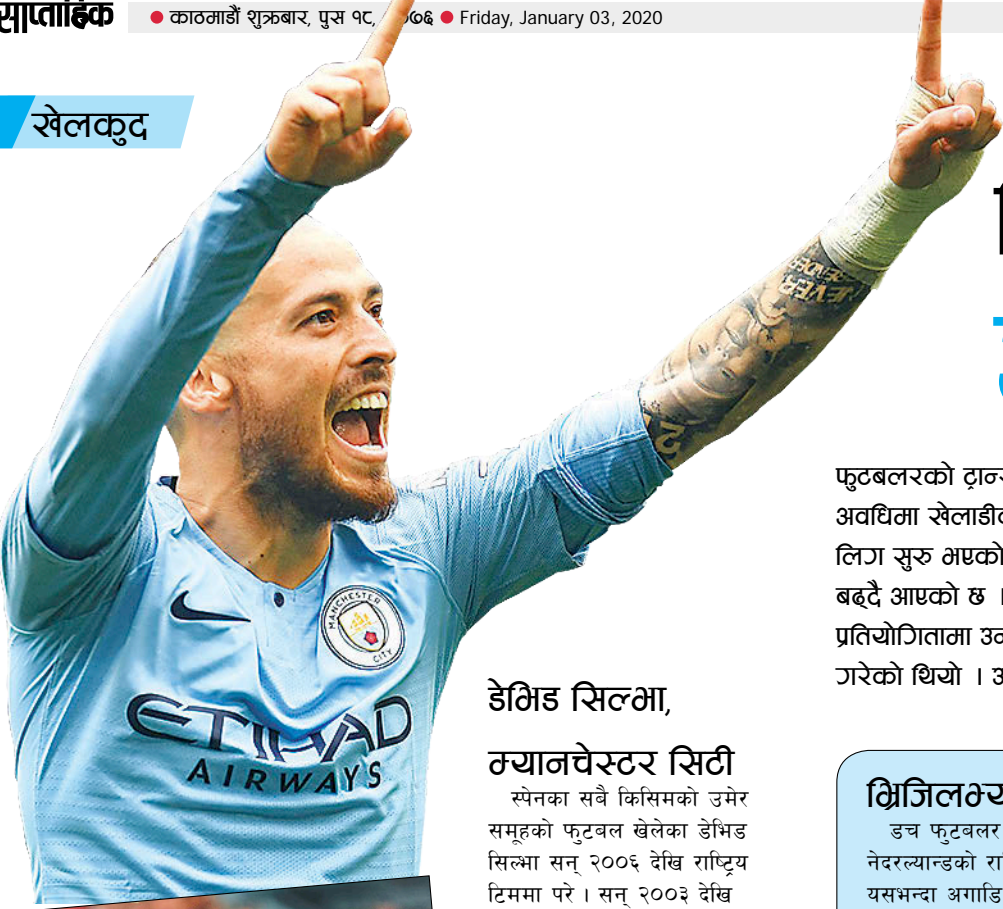 साप्ताहिक
● काठमाडौं शुक्रबार, पुस १८, २०७६ ● Friday, January 03, 2020
खेलकुद
NEVER
MANCHESTER
CITY
ETIHAD
AIRWAYS
डेभिड सिल्भा,
म्यानचेस्टर सिटी
स्पेनका सबै किसिमको उमेर
समूहको फुटबल खेलेका डेभिड
सिल्भा सन् २००६ देखि राष्ट्रिय
टिममा परे । सन् २००३ देखि
फुटबलरको
अवधिमा
लिग सुरु भएको
बढ्दै आएको छ ।
प्रतियोगितामा
गरेको थियो ।
डच फुटबलर
नेदरल्यान्डको
यसभन्दा अगाडि